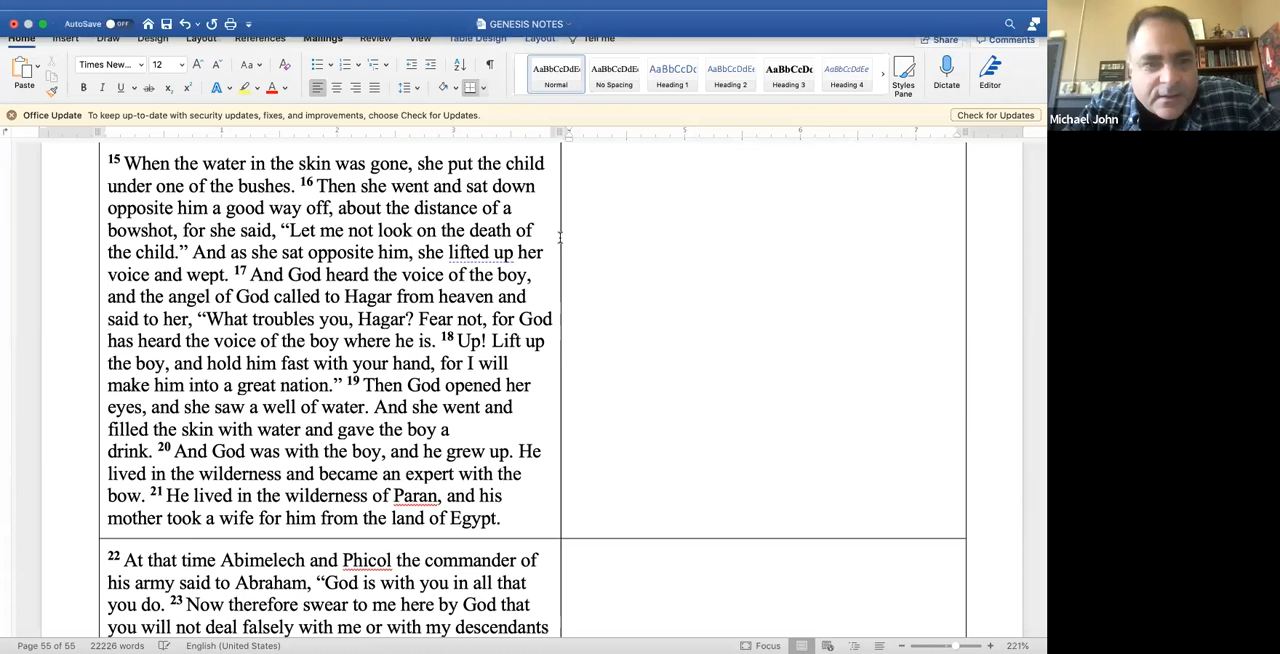 AutoSave OFF
GENESIS NOTES
Home Insert Draw Design Layout References Mailings Review View Table Design Layout Tell me
Share Comments
Paste
Times New... 12
Aa
AaBbCcDdEe AaBbCcDdEe AaBbCcDc AaBbCcDdEe AaBbCcDc AaBbCcDdEe
Normal No Spacing Heading 1 Heading 2 Heading 3 Heading 4
Styles Pane
Dictate
Editor
Office Update To keep up-to-date with security updates, fixes, and improvements, choose Check for Updates.
Check for Updates
Michael John
1 2 3 5 6 7
15 When the water in the skin was gone, she put the child
under one of the bushes. 16 Then she went and sat down
opposite him a good way off, about the distance of a
bowshot, for she said, “Let me not look on the death of
the child.” And as she sat opposite him, she lifted up her
voice and wept. 17 And God heard the voice of the boy,
and the angel of God called to Hagar from heaven and
said to her, “What troubles you, Hagar? Fear not, for God
has heard the voice of the boy where he is. 18 Up! Lift up
the boy, and hold him fast with your hand, for I will
make him into a great nation.” 19 Then God opened her
eyes, and she saw a well of water. And she went and
filled the skin with water and gave the boy a
drink. 20 And God was with the boy, and he grew up. He
lived in the wilderness and became an expert with the
bow. 21 He lived in the wilderness of Paran, and his
mother took a wife for him from the land of Egypt.
22 At that time Abimelech and Phicol the commander of
his army said to Abraham, “God is with you in all that
you do. 23 Now therefore swear to me here by God that
you will not deal falsely with me or with my descendants
Page 55 of 55 22226 words English (United States) Focus 221%